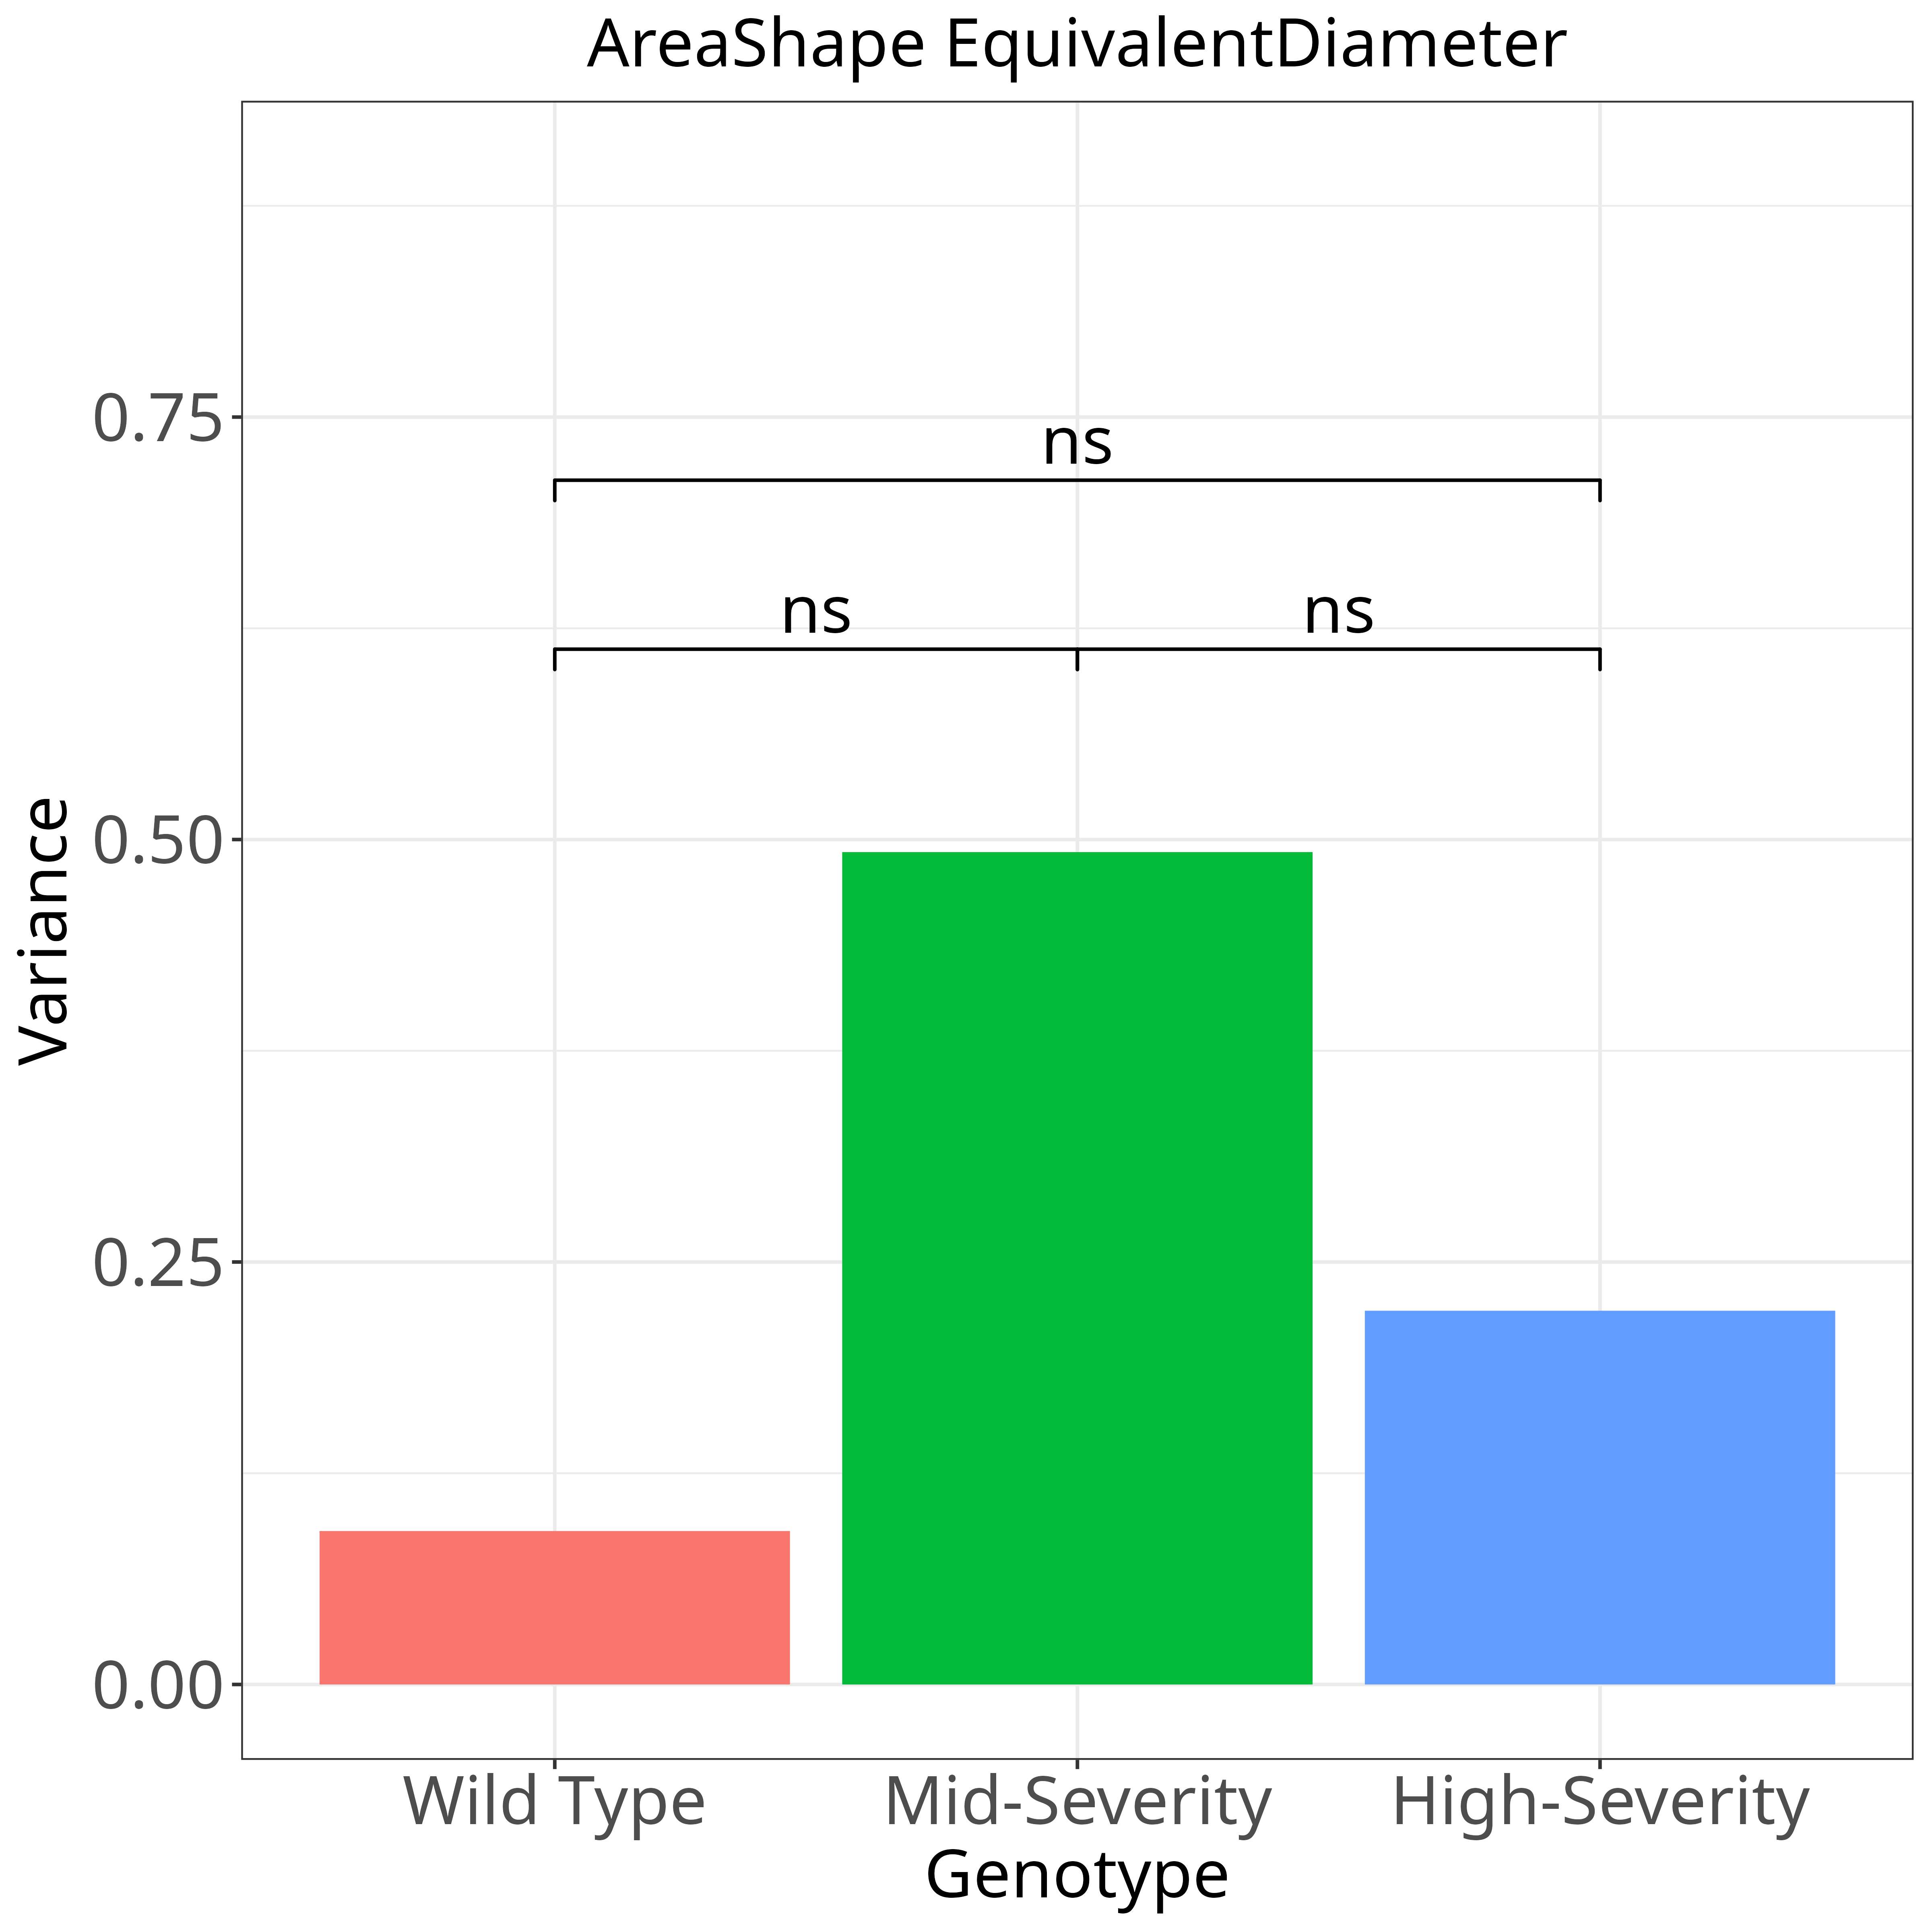 AreaShape EquivalentDiameter
0.75
0.50
0.25
0.00
Variance
ns
ns ns
Wild Type Mid-Severity High-Severity
Genotype